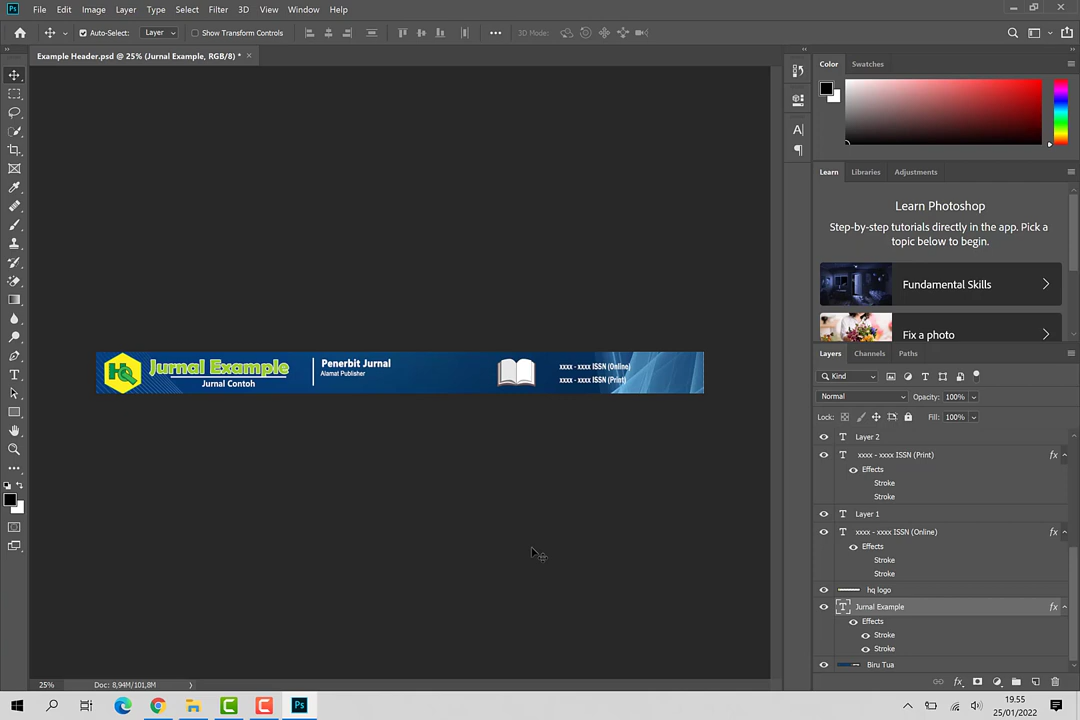 Ps File Edit Image Layer Type Select Filter 3D View Window Help
Auto-Select: Layer Show Transform Controls 3D Mode:
Example Header.psd @ 25% (Jurnal Example, RGB/8) *
Color Swatches
Learn Libraries Adjustments
Learn Photoshop
Step-by-step tutorials directly in the app. Pick a
topic below to begin.
Fundamental Skills
Fix a photo
HQ
Jurnal Example
Jurnal Contoh
Penerbit Jurnal
Alamat Publisher
xxxx - xxxx ISSN (Online)
xxxx - xxxx ISSN (Print)
Layers Channels Paths
Kind
Normal Opacity: 100%
Lock: Fill: 100%
Layer 2
xxxx - xxxx ISSN (Print) fx
Effects
Stroke
Stroke
Layer 1
xxxx - xxxx ISSN (Online) fx
Effects
Stroke
Stroke
hq logo
Jurnal Example fx
Effects
Stroke
Stroke
Biru Tua
25% Doc: 8,94M/101,8M
Ps
19.55
25/01/2022